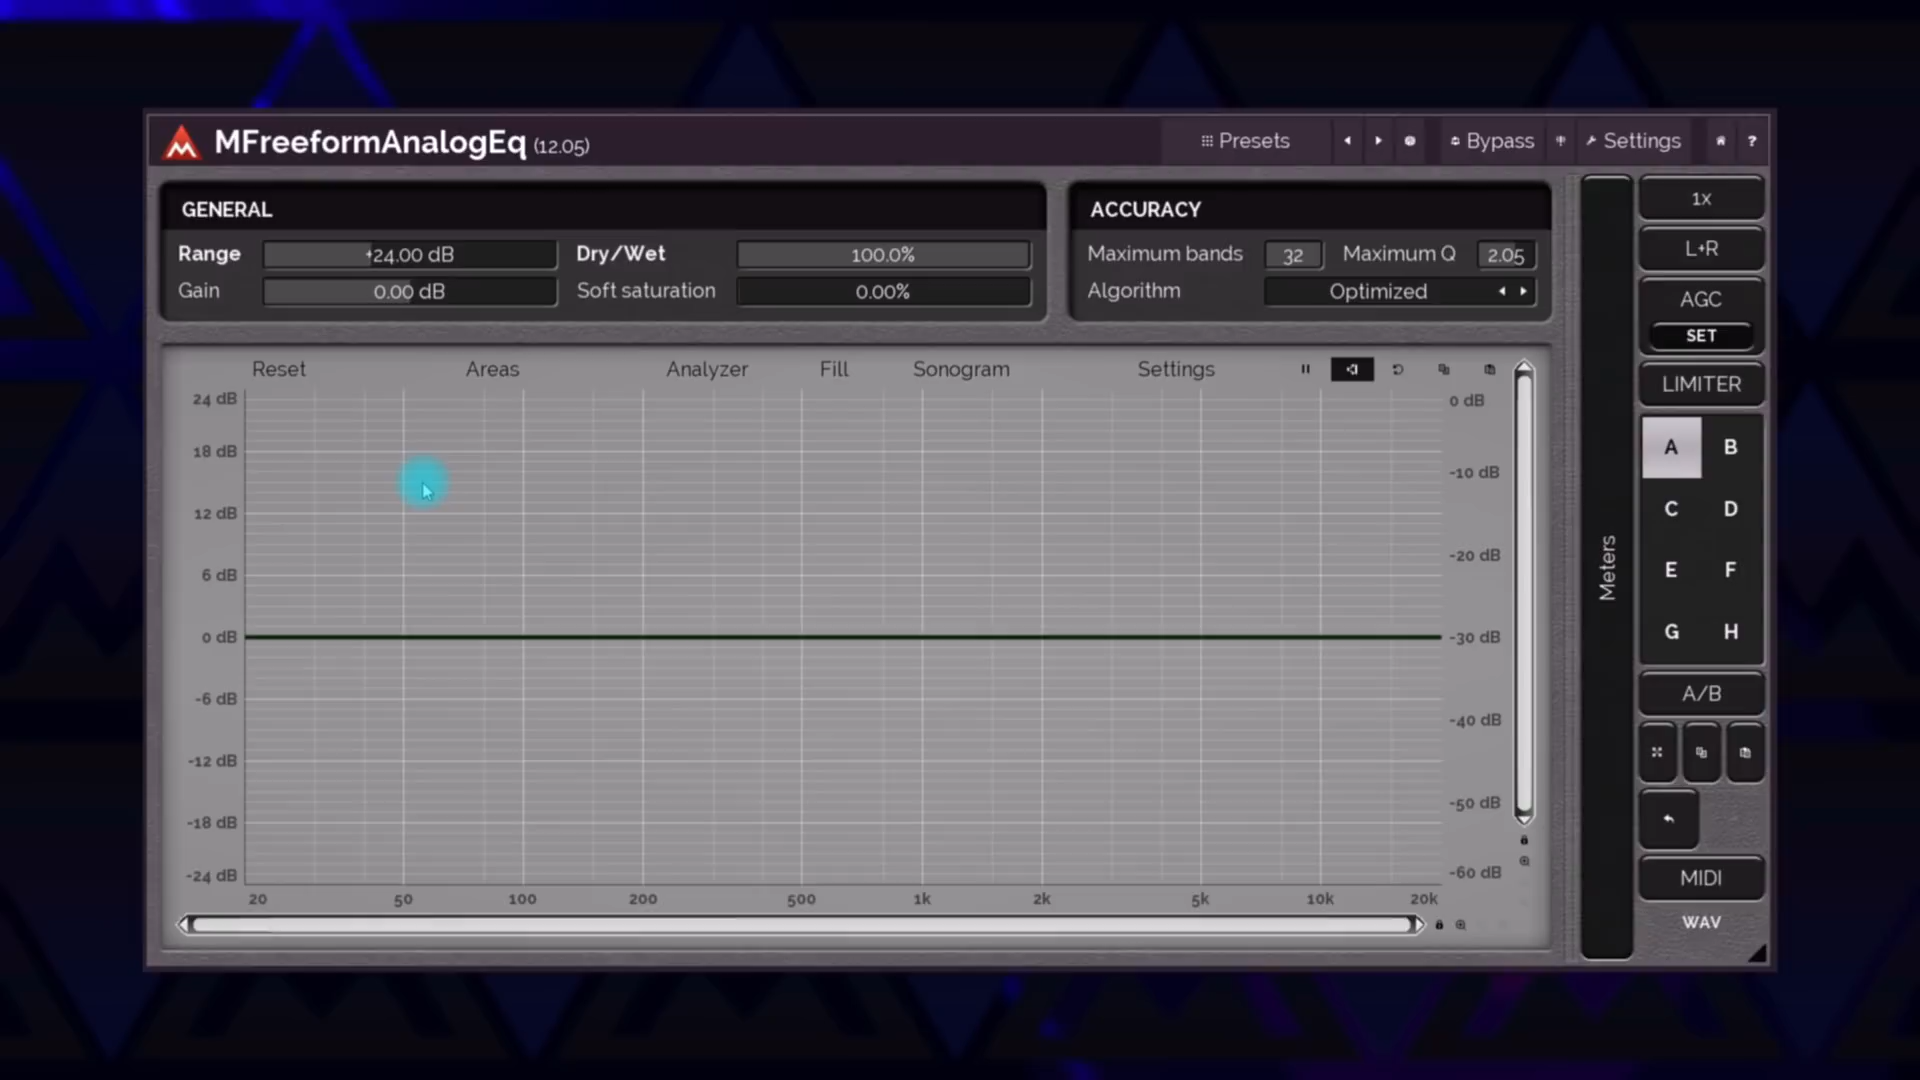 MFreeformAnalogEq (12.05) Presets Bypass Settings ?
GENERAL
Range +24.00 dB Dry/Wet 100.0%
Gain 0.00 dB Soft saturation 0.00%
ACCURACY
Maximum bands 32 Maximum Q 2.05
Algorithm Optimized
Reset Areas Analyzer Fill Sonogram Settings
24 dB
18 dB
12 dB
6 dB
0 dB
-6 dB
-12 dB
-18 dB
-24 dB
0 dB
-10 dB
-20 dB
-30 dB
-40 dB
-50 dB
-60 dB
20 50 100 200 500 1k 2k 5k 10k 20k
Meters
1x
L+R
AGC
SET
LIMITER
A B
C D
E F
G H
A/B
MIDI
WAV